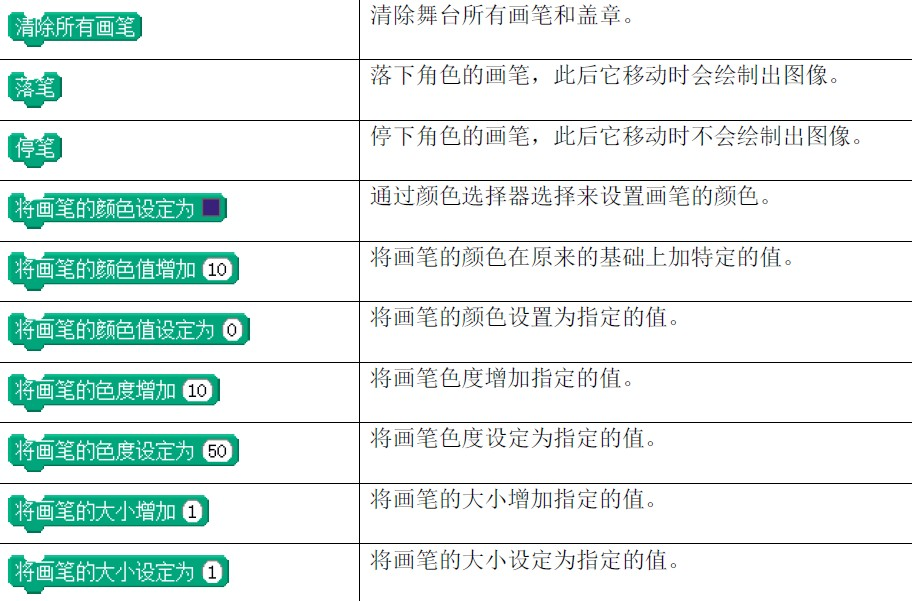 清除所有画笔
清除舞台所有画笔和盖章。
落笔
落下角色的画笔，此后它移动时会绘制出图像。
停笔
停下角色的画笔，此后它移动时不会绘制出图像。
将画笔的颜色设定为
通过颜色选择器选择来设置画笔的颜色。
将画笔的颜色值增加 10
将画笔的颜色在原来的基础上加特定的值。
将画笔的颜色值设定为 0
将画笔的颜色设置为指定的值。
将画笔的色度增加 10
将画笔色度增加指定的值。
将画笔的色度设定为 50
将画笔色度设定为指定的值。
将画笔的大小增加 1
将画笔的大小增加指定的值。
将画笔的大小设定为 1
将画笔的大小设定为指定的值。